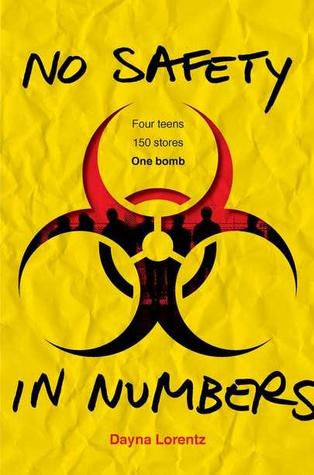 NO SAFETY
Four teens
150 stores
One bomb
IN NUMBERS
Dayna Lorentz